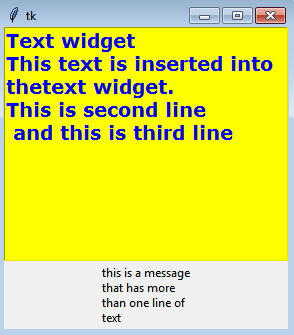 tk
Text widget
This text is inserted into
thetext widget.
This is second line
and this is third line
this is a message
that has more
than one line of
text